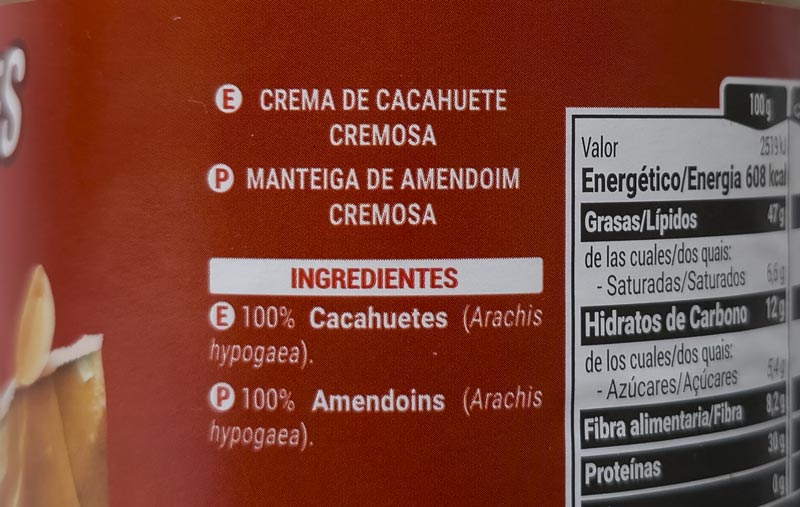 E CREMA DE CACAHUETE
CREMOSA
P MANTEIGA DE AMENDOIM
CREMOSA
INGREDIENTES
E 100% Cacahuetes (Arachis
hypogaea).
P 100% Amendoins (Arachis
hypogaea).
100 g
Valor 2519 kJ
Energético/Energia 608 kcal
Grasas/Lípidos 47 g
de las cuales/dos quais:
- Saturadas/Saturados 6,6 g
Hidratos de Carbono 12 g
de los cuales/dos quais:
- Azúcares/Açúcares 5,4 g
Fibra alimentaria/Fibra 8,2 g
Proteínas 30 g
0 g